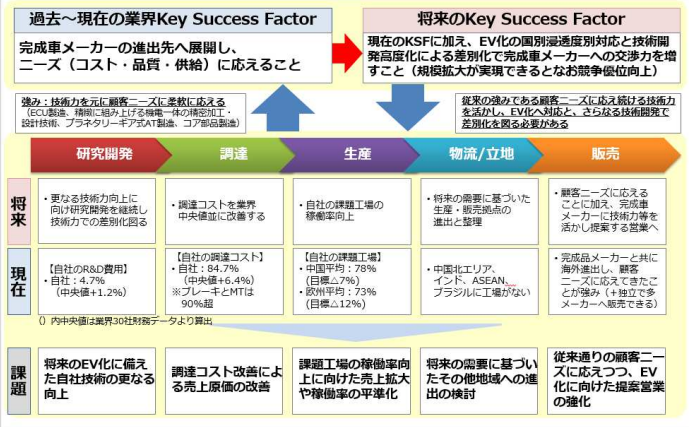 過去~現在の業界Key Success Factor
完成車メーカーの進出先へ展開し、
ニーズ(コスト・品質・供給)に応えること
将来のKey Success Factor
現在のKSFに加え、EV化の国別浸透度別対応と技術開
発高度化による差別化で完成車メーカーへの交渉力を増
すこと(規模拡大が実現できるとなお競争優位向上)
強み:技術力を元に顧客ニーズに柔軟に応える
(ECU製造、精緻に組み上げる機電一体の精密加工・
設計技術、プラネタリーギア式AT製造、コア部品製造)
従来の強みである顧客ニーズに応え続ける技術力
を活かし、EV化へ対応と、さらなる技術開発で
差別化を図る必要がある
研究開発
調達
生産
物流/立地
販売
将来
・更なる技術力向上に
向け研究開発を継続し
技術力での差別化図る
・調達コストを業界
中央値並に改善する
・自社の課題工場の
稼働率向上
・将来の需要に基づいた
生産・販売拠点の
進出と整理
・顧客ニーズに応える
ことに加え、完成車
メーカーに技術力等を
活かし提案する営業へ
現在
【自社のR&D費用】
・自社:4.7%
(中央値+1.2%)
【自社の調達コスト】
・自社:84.7%
(中央値+6.4%)
※ブレーキとMTは
90%超
【自社の課題工場】
・中国平均:78%
(目標△7%)
・欧州平均:73%
(目標△12%)
・中国北エリア、
インド、ASEAN、
ブラジルに工場がない
・完成品メーカーと共に
海外進出し、顧客
ニーズに応えてきたこ
とが強み(+独立で多
メーカーへ販売できる)
() 内中央値は業界30社財務データより算出
課題
将来のEV化に備え
た自社技術の更なる
向上
調達コスト改善によ
る売上原価の改善
課題工場の稼働率向
上に向けた売上拡大
や稼働率の平準化
将来の需要に基づい
たその他地域への進
出の検討
従来通りの顧客ニー
ズに応えつつ、EV
化に向けた提案営業
の強化